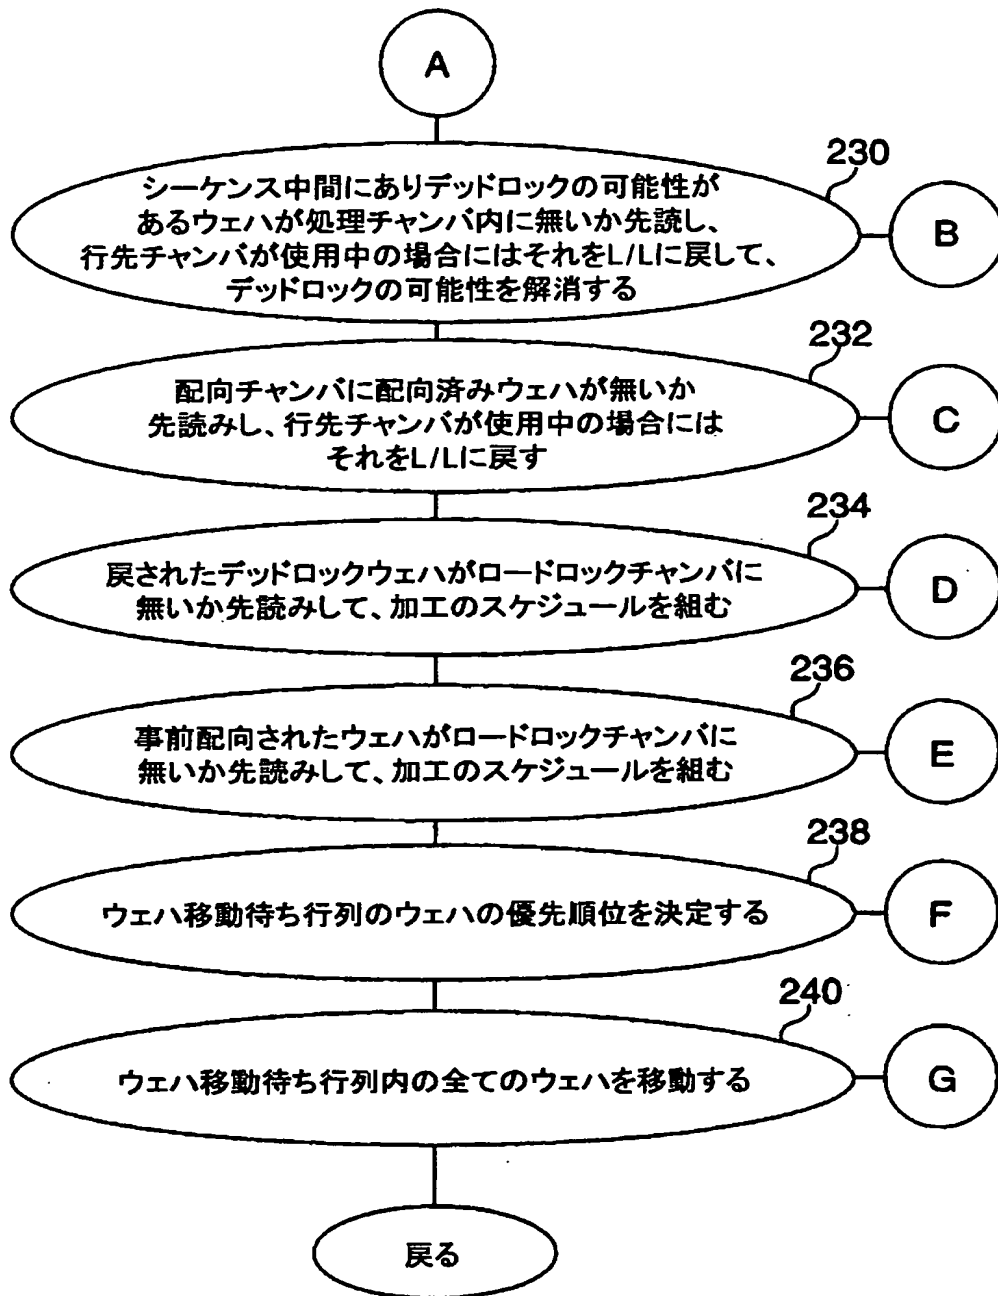 A
230
シーケンス中間にありデッドロックの可能性が
あるウェハが処理チャンバ内に無いか先読し、
行先チャンバが使用中の場合にはそれをL/Lに戻して、
デッドロックの可能性を解消する
B
232
配向チャンバに配向済みウェハが無いか
先読みし、行先チャンバが使用中の場合には
それをL/Lに戻す
C
234
戻されたデッドロックウェハがロードロックチャンバに
無いか先読みして、加工のスケジュールを組む
D
236
事前配向されたウェハがロードロックチャンバに
無いか先読みして、加工のスケジュールを組む
E
238
ウェハ移動待ち行列のウェハの優先順位を決定する
F
240
ウェハ移動待ち行列内の全てのウェハを移動する
G
戻る